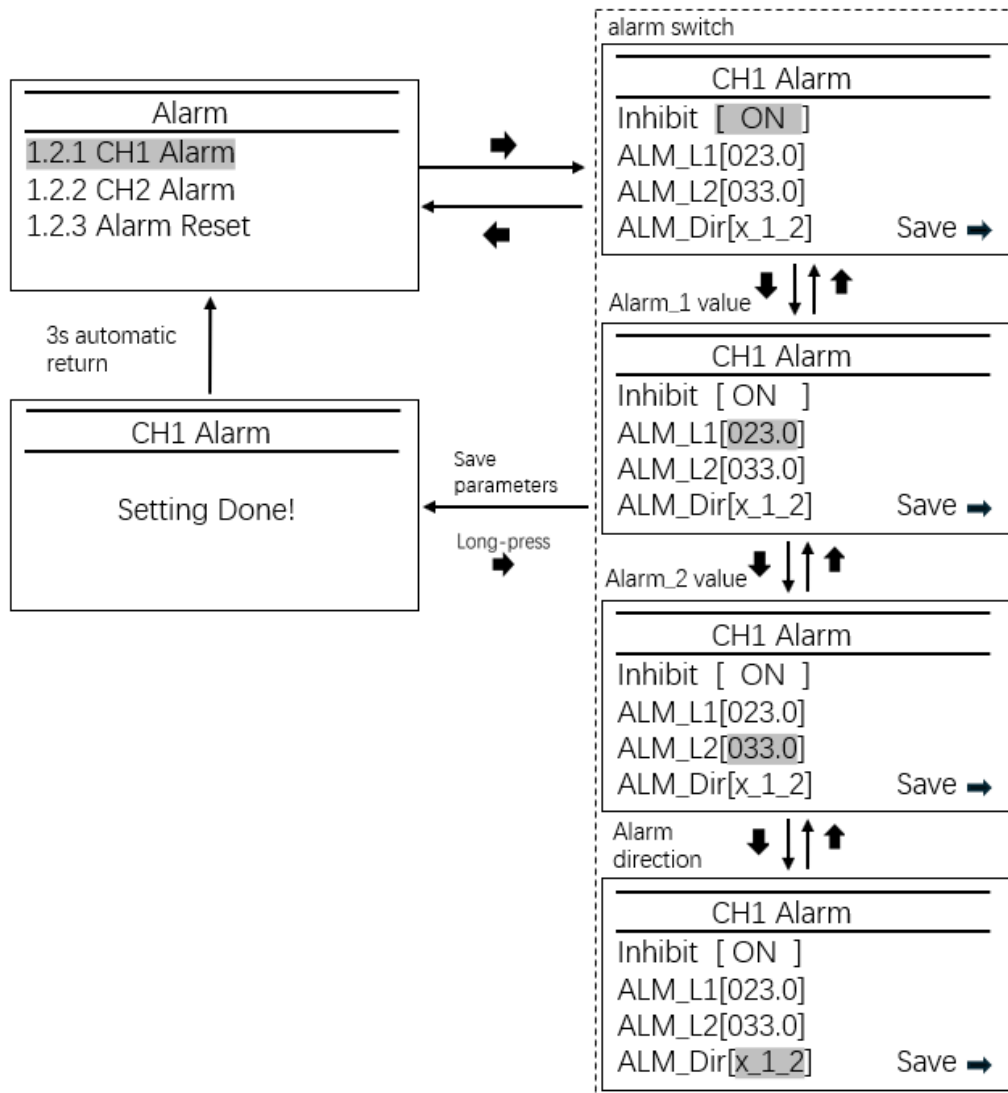 Alarm
1.2.1 CH1 Alarm
1.2.2 CH2 Alarm
1.2.3 Alarm Reset
3s automatic
return
CH1 Alarm
Setting Done!
Save
parameters
Long-press
alarm switch
CH1 Alarm
Inhibit [ ON ]
ALM_L1[023.0]
ALM_L2[033.0]
ALM_Dir[x_1_2] Save ➡
Alarm_1 value
CH1 Alarm
Inhibit [ ON ]
ALM_L1[023.0]
ALM_L2[033.0]
ALM_Dir[x_1_2] Save ➡
Alarm_2 value
CH1 Alarm
Inhibit [ ON ]
ALM_L1[023.0]
ALM_L2[033.0]
ALM_Dir[x_1_2] Save ➡
Alarm
direction
CH1 Alarm
Inhibit [ ON ]
ALM_L1[023.0]
ALM_L2[033.0]
ALM_Dir[x_1_2] Save ➡